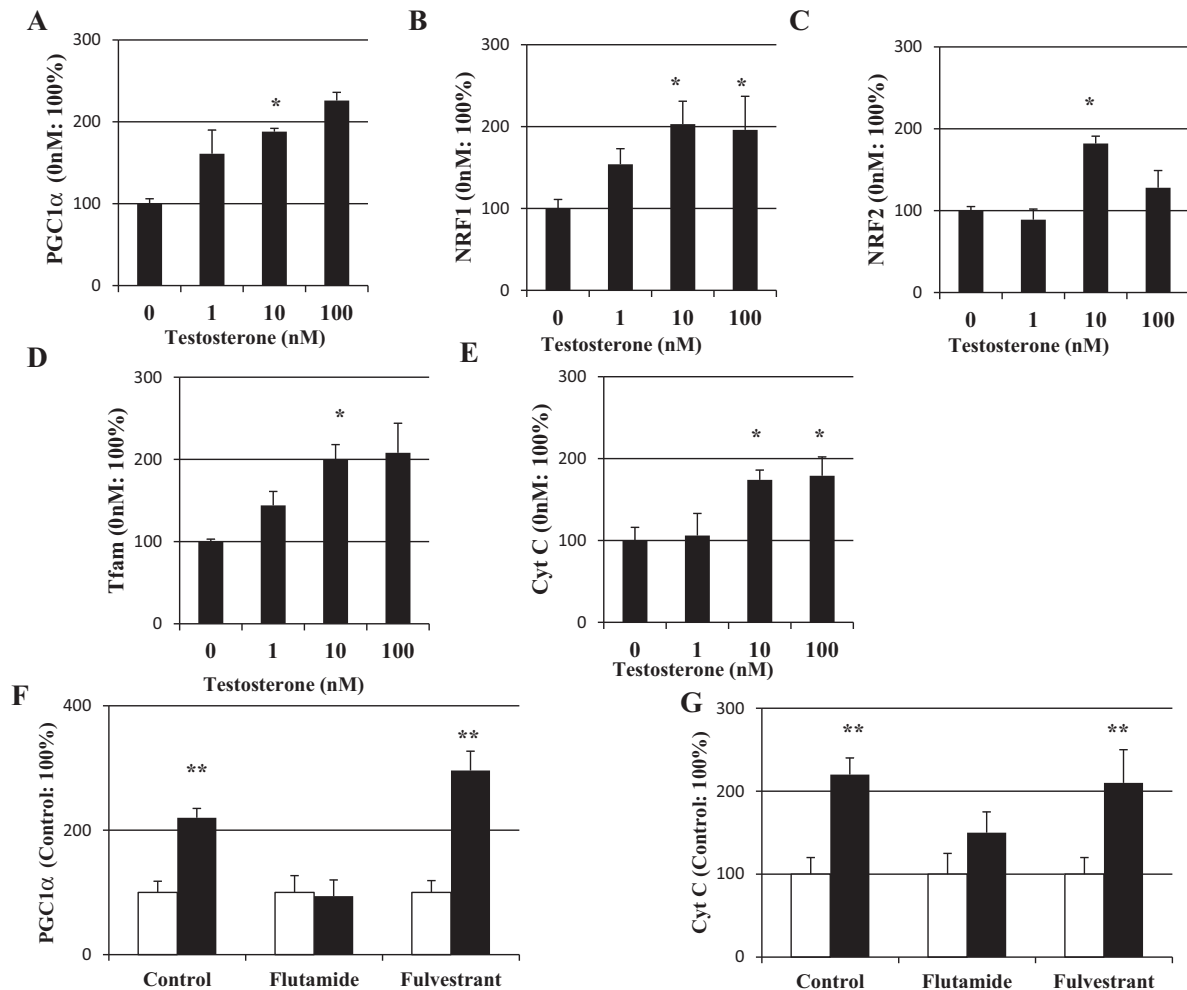 A
PGC1α (0nM: 100%)
300
200
100
0
*
0 1 10 100
Testosterone (nM)
B
NRF1 (0nM: 100%)
300
200
100
0
* *
0 1 10 100
Testosterone (nM)
C
NRF2 (0nM: 100%)
300
200
100
0
*
0 1 10 100
Testosterone (nM)
D
Tfam (0nM: 100%)
300
200
100
0
*
0 1 10 100
Testosterone (nM)
E
Cyt C (0nM: 100%)
300
200
100
0
* *
0 1 10 100
Testosterone (nM)
F
PGC1α (Control: 100%)
400
200
0
** **
Control Flutamide Fulvestrant
G
Cyt C (Control: 100%)
300
200
100
0
** **
Control Flutamide Fulvestrant